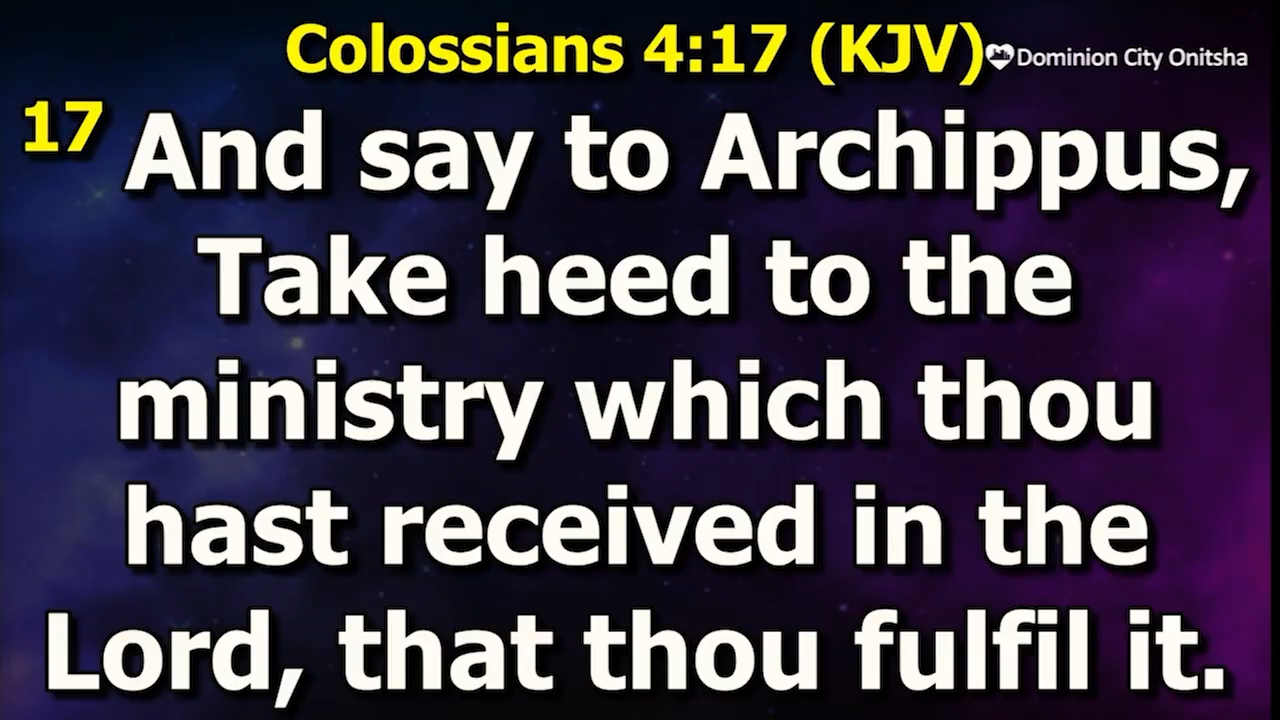 Colossians 4:17 (KJV)
Dominion City Onitsha
17 And say to Archippus,
Take heed to the
ministry which thou
hast received in the
Lord, that thou fulfil it.